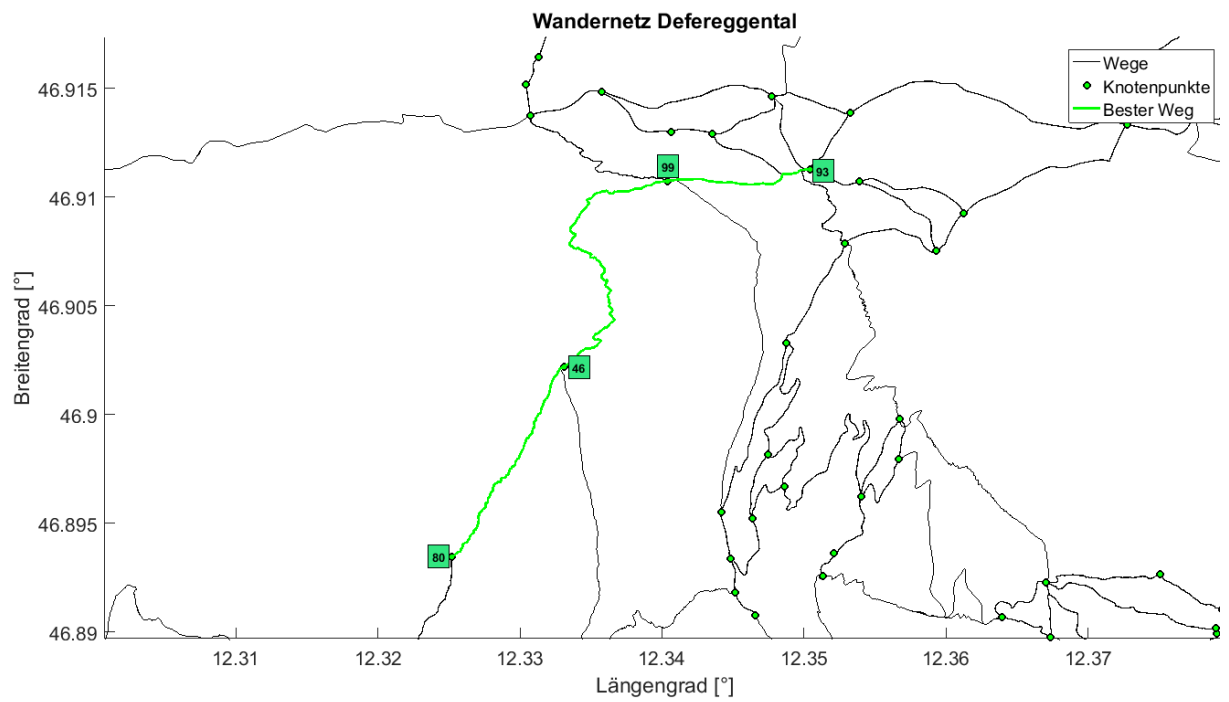 Wandernetz Defereggental
Wege
Knotenpunkte
Bester Weg
46.915
46.91
46.905
46.9
46.895
46.89
Breitengrad [°]
99
93
46
80
12.31
12.32
12.33
12.34
12.35
12.36
12.37
Längengrad [°]